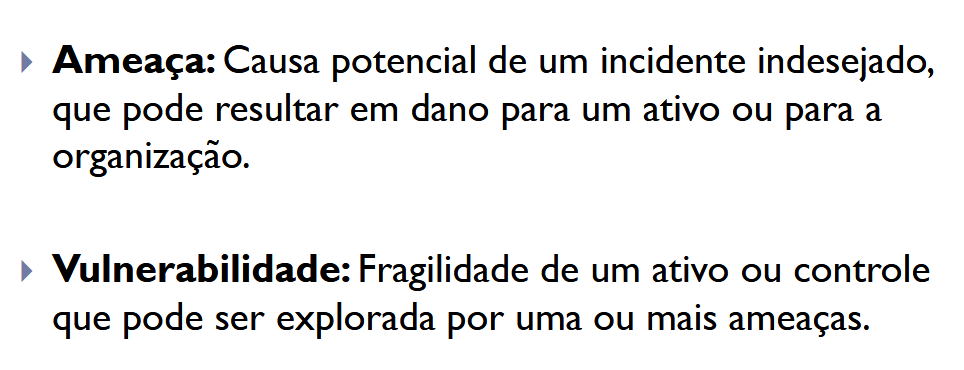 Ameaça: Causa potencial de um incidente indesejado,
que pode resultar em dano para um ativo ou para a
organização.
Vulnerabilidade: Fragilidade de um ativo ou controle
que pode ser explorada por uma ou mais ameaças.